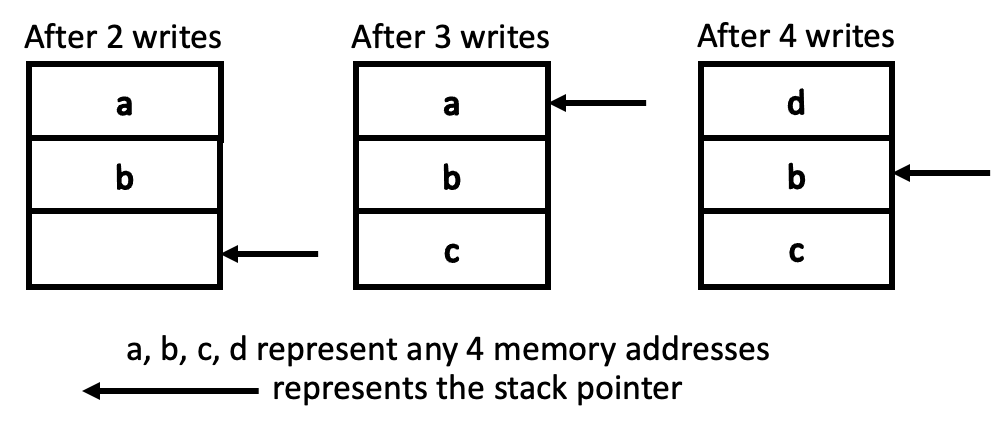 After 2 writes After 3 writes After 4 writes
a a d
b b b
c c
a, b, c, d represent any 4 memory addresses
represents the stack pointer